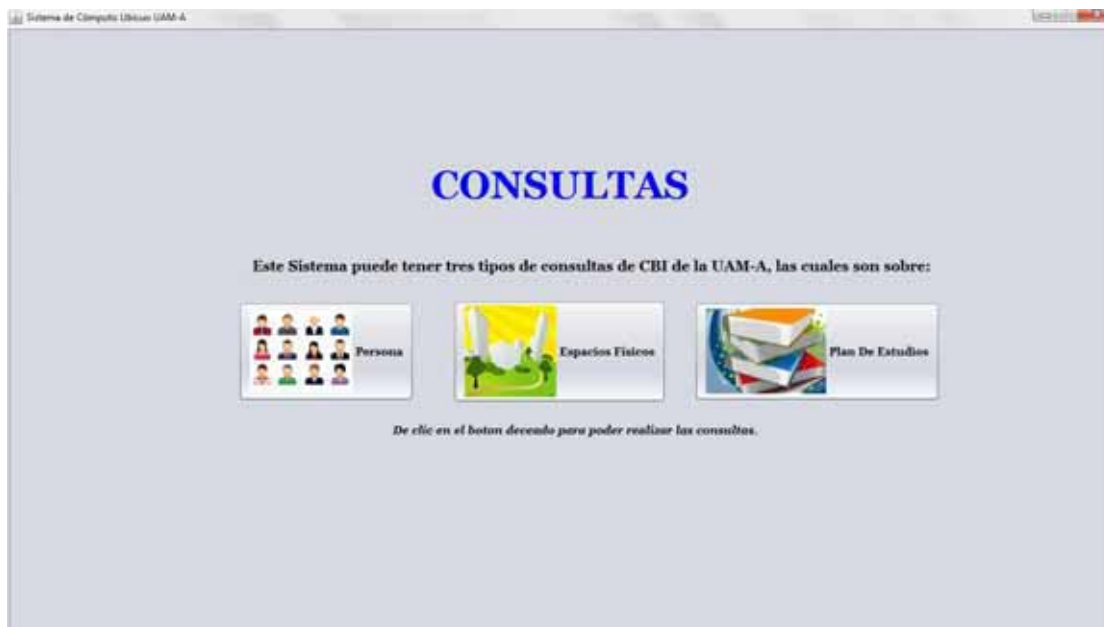 Sistema de Cómputo Ubicuo UAM-A
CONSULTAS
Este Sistema puede tener tres tipos de consultas de CBI de la UAM-A, las cuales son sobre:
Persona
Espacios Físicos
Plan De Estudios
De clic en el boton deceado para poder realizar las consultas.